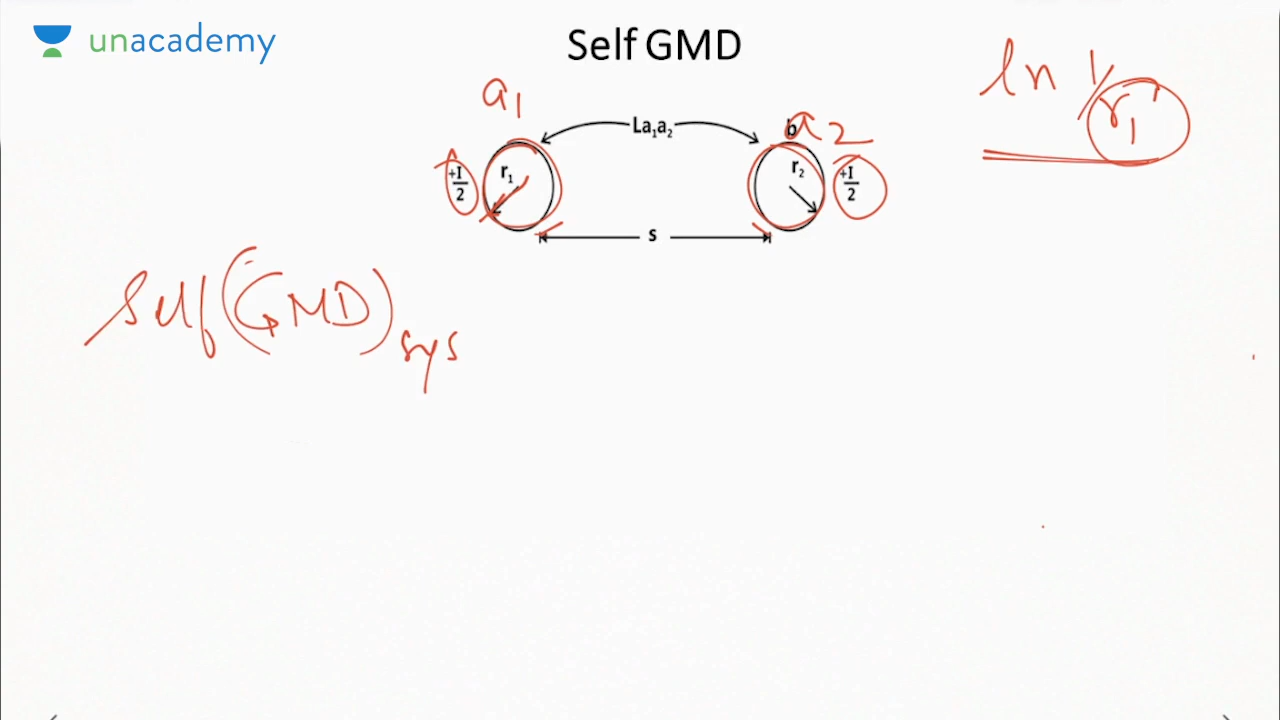 unacademy
Self GMD
ln 1/r₁'
a₁
La₁a₂
b
a₂
+I/2
r₁
r₂
+I/2
s
Self (GMD)sys